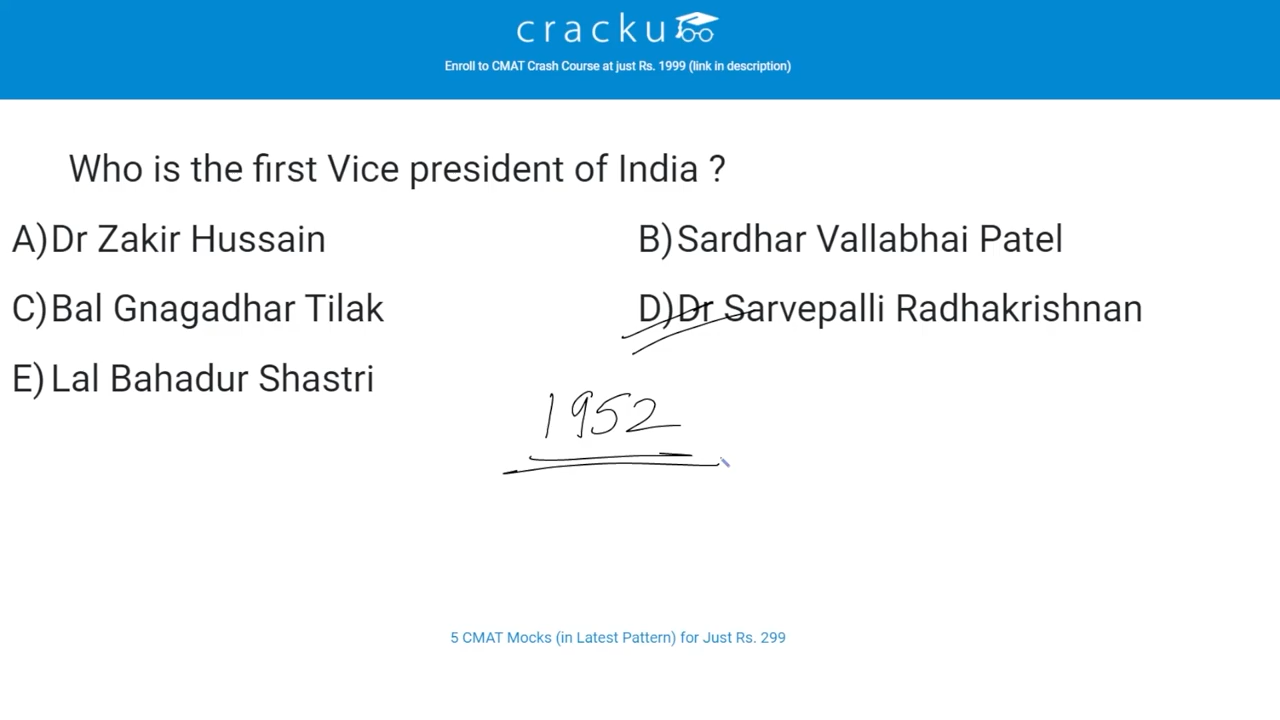 cracku
Enroll to CMAT Crash Course at just Rs. 1999 (link in description)
Who is the first Vice president of India ?
A) Dr Zakir Hussain
B) Sardhar Vallabhai Patel
C) Bal Gnagadhar Tilak
D) Dr Sarvepalli Radhakrishnan
E) Lal Bahadur Shastri
1952
5 CMAT Mocks (in Latest Pattern) for Just Rs. 299